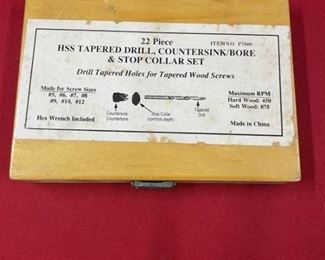 22 Piece
ITEM NO. P7600
HSS TAPERED DRILL, COUNTERSINK/BORE
& STOP COLLAR SET
Drill Tapered Holes for Tapered Wood Screws
Made for Screw Sizes
#5, #6, #7, #8
#9, #10, #12
Hex Wrench Included
Countersink
Counterbore
Stop Collar
(controls depth)
Tapered
Drill
Maximum RPM
Hard Wood: 450
Soft Wood: 875
Made in China